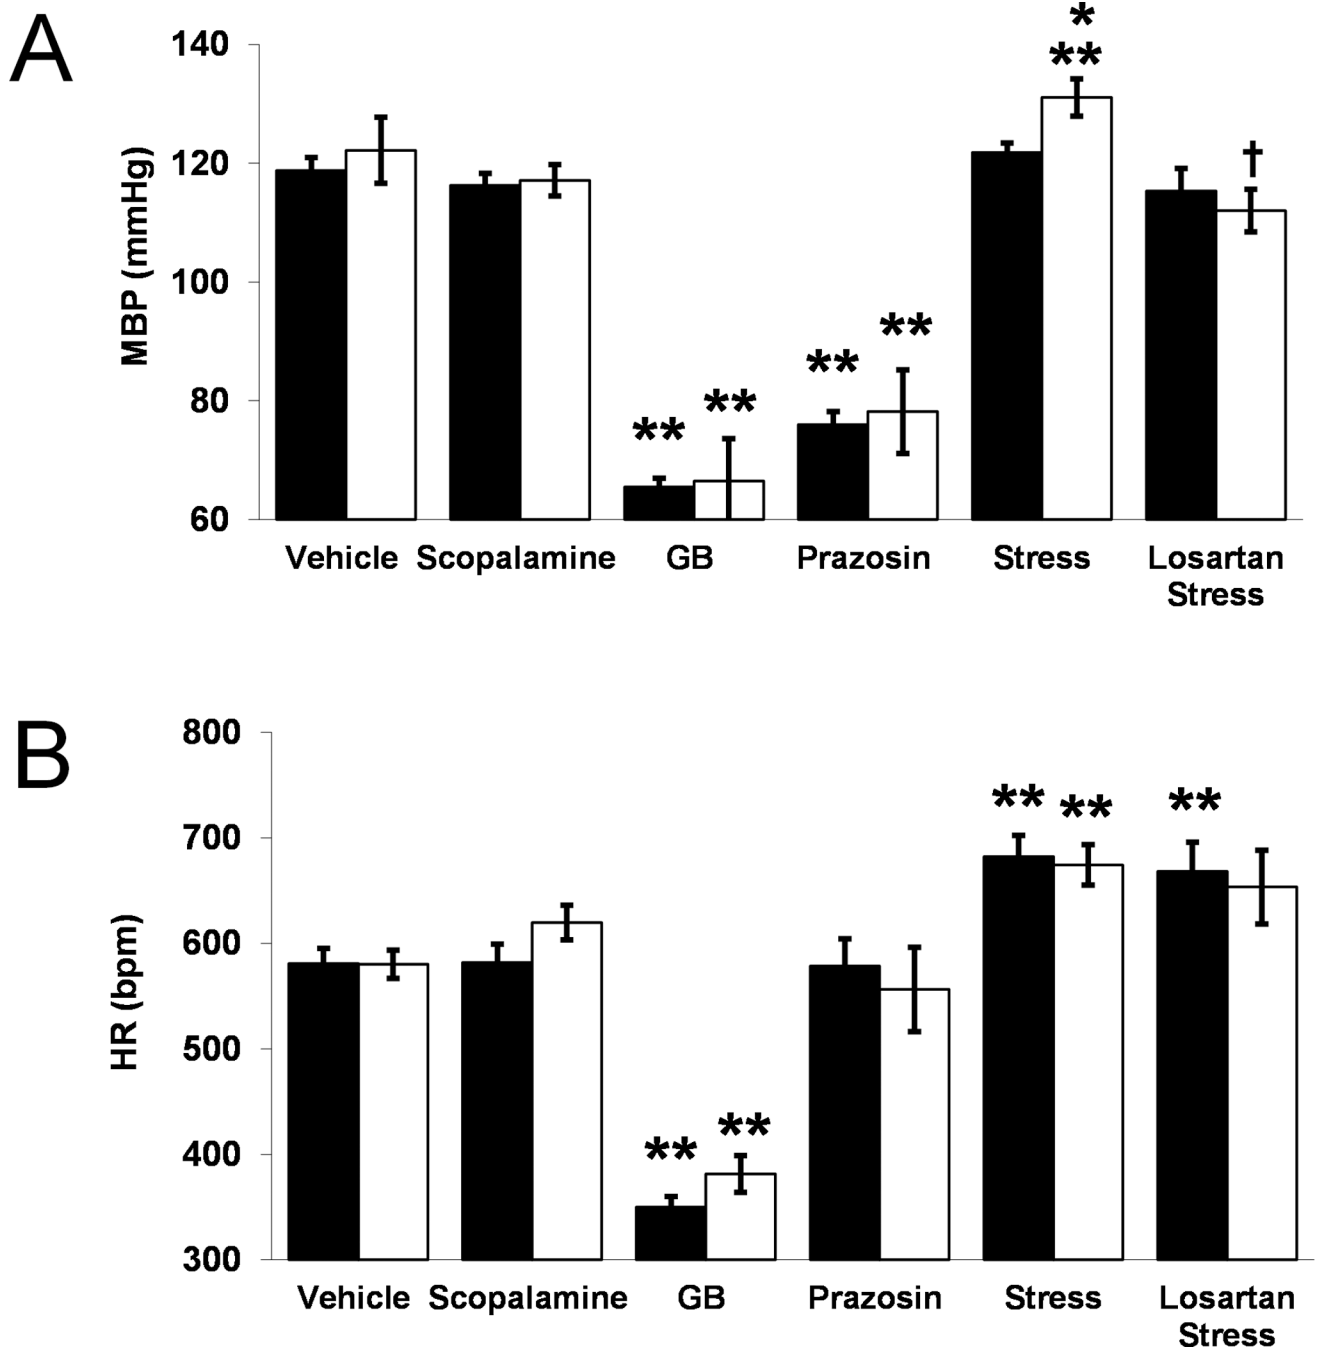 A
140
120
100
80
60
MBP (mmHg)
*
**
†
**
**
**
**
Vehicle Scopalamine GB Prazosin Stress Losartan
Stress
B
800
700
600
500
400
300
HR (bpm)
** ** **
**
**
Vehicle Scopalamine GB Prazosin Stress Losartan
Stress